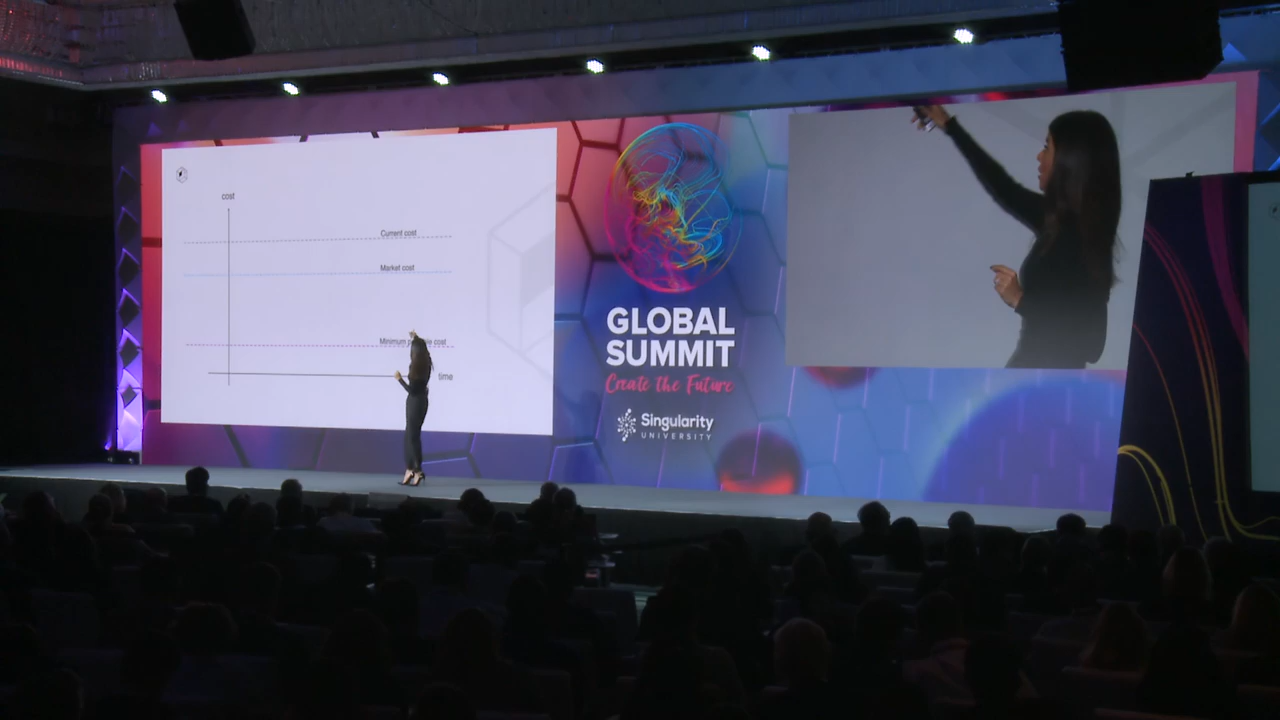 cost
Current cost
Market cost
Minimum cost
time
GLOBAL
SUMMIT
Create the Future
Singularity
UNIVERSITY